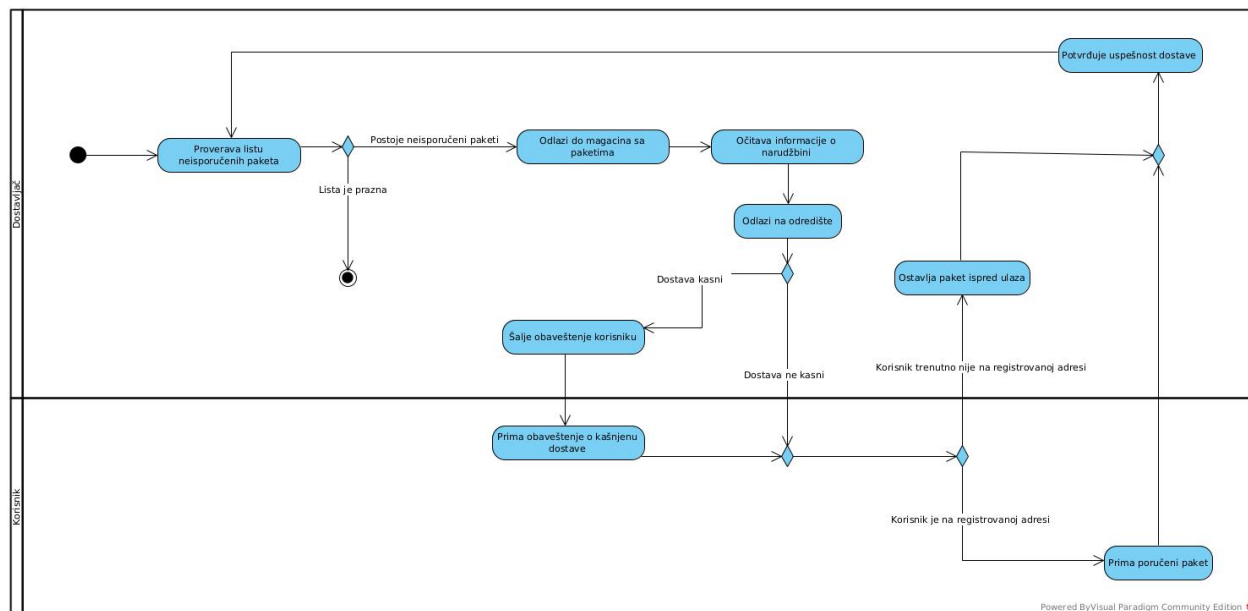 Dostavljač
Potvrđuje uspešnost dostave
Proverava listu
neisporučenih paketa
Postoje neisporučeni paketi
Odlazi do magacina sa
paketima
Očitava informacije o
narudžbini
Lista je prazna
Odlazi na odredište
Dostava kasni
Ostavlja paket ispred ulaza
Šalje obaveštenje korisniku
Dostava ne kasni
Korisnik trenutno nije na registrovanoj adresi
Korisnik
Prima obaveštenje o kašnjenu
dostave
Korisnik je na registrovanoj adresi
Prima poručeni paket
Powered ByVisual Paradigm Community Edition